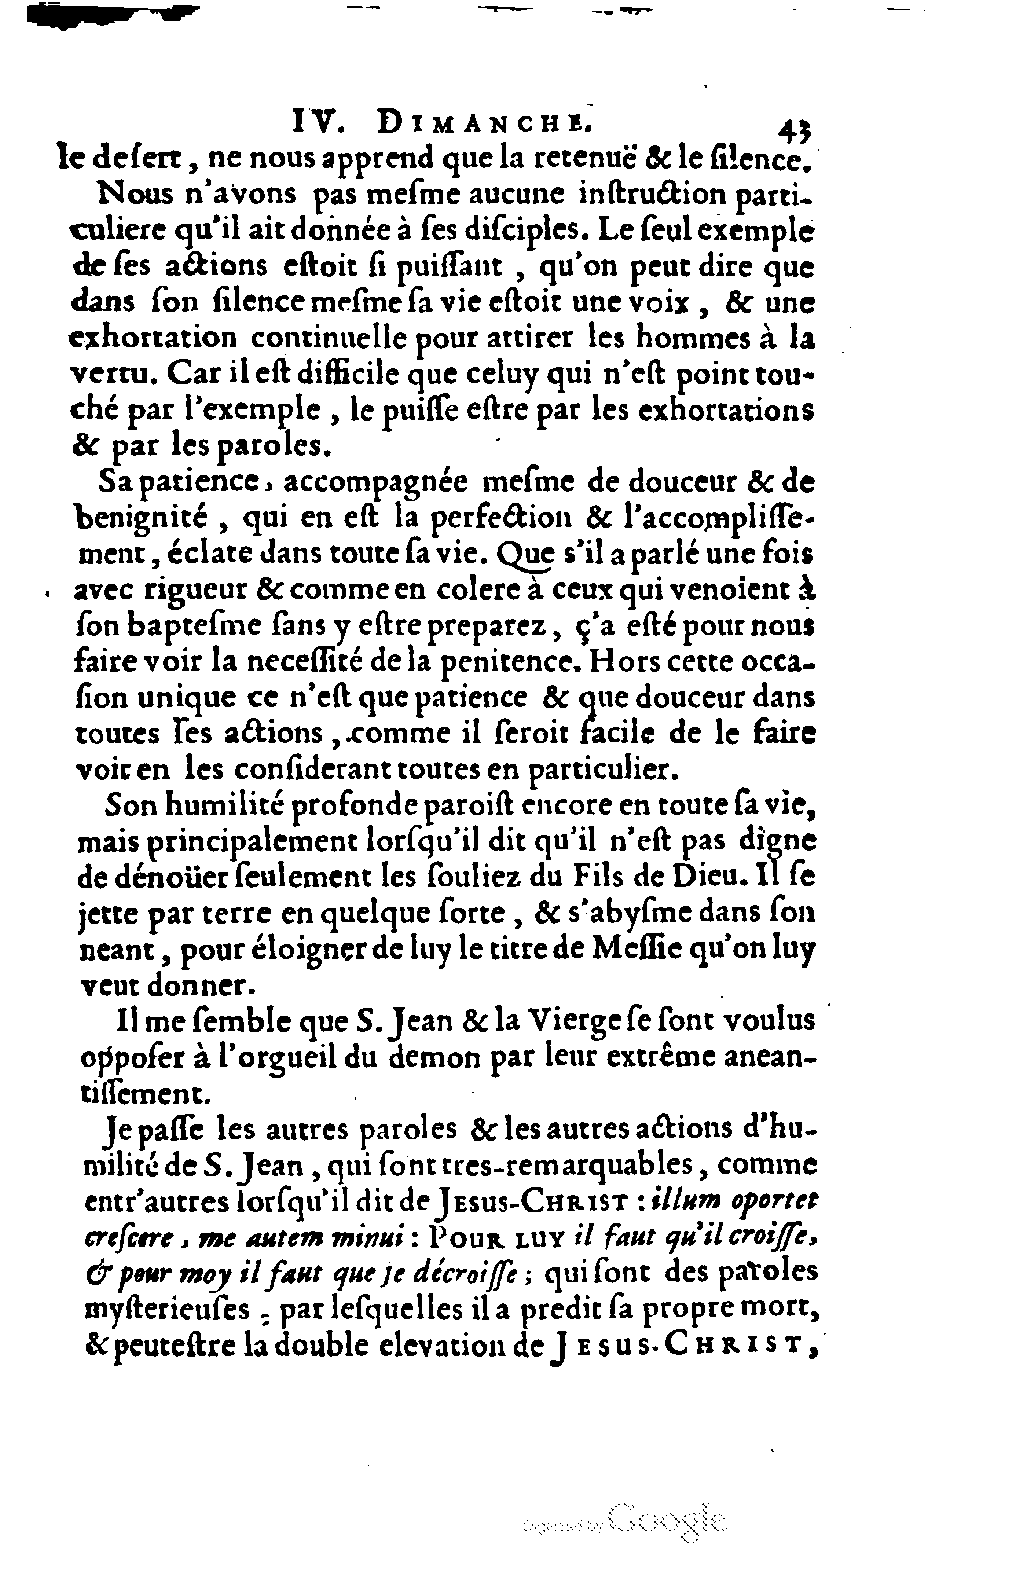 IV. DIMANCHE. 43
le deſert, ne nous apprend que la retenuë & le ſilence.
Nous n'avons pas meſme aucune inſtruction parti-
culiere qu'il ait donnée à ſes diſciples. Le ſeul exemple
de ſes actions eſtoit ſi puiſſant, qu'on peut dire que
dans ſon ſilence meſme ſa vie eſtoit une voix, & une
exhortation continuelle pour attirer les hommes à la
vertu. Car il eſt difficile que celuy qui n'eſt point tou-
ché par l'exemple, le puiſſe eſtre par les exhortations
& par les paroles.
Sa patience, accompagnée meſme de douceur & de
benignité, qui en eſt la perfection & l'accompliſſe-
ment, éclate dans toute ſa vie. Que s'il a parlé une fois
avec rigueur & comme en colere à ceux qui venoient à
ſon bapteſme ſans y eſtre preparez, ç'a eſté pour nous
faire voir la neceſſité de la penitence. Hors cette occa-
ſion unique ce n'eſt que patience & que douceur dans
toutes ſes actions, comme il ſeroit facile de le faire
voir en les conſiderant toutes en particulier.
Son humilité profonde paroiſt encore en toute ſa vie,
mais principalement lorſqu'il dit qu'il n'eſt pas digne
de dénoüer ſeulement les ſouliez du Fils de Dieu. Il ſe
jette par terre en quelque ſorte, & s'abyſme dans ſon
neant, pour éloigner de luy le titre de Meſſie qu'on luy
veut donner.
Il me ſemble que S. Jean & la Vierge ſe ſont voulus
oppoſer à l'orgueil du demon par leur extrême anean-
tiſſement.
Je paſſe les autres paroles & les autres actions d'hu-
milité de S. Jean, qui ſont tres-remarquables, comme
entr'autres lorſqu'il dit de JESUS-CHRIST : illum oportet
creſcere, me autem minui : POUR LUY il faut qu'il croiſſe,
& pour moy il faut que je décroiſſe ; qui ſont des paroles
myſterieuſes ; par leſquelles il a predit ſa propre mort,
& peuteſtre la double elevation de JESUS-CHRIST,
Digitized by Google